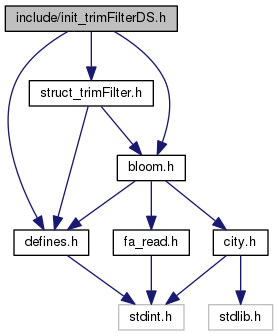 include/init_trimFilterDS.h
struct_trimFilter.h
bloom.h
defines.h
fa_read.h
city.h
stdint.h
stdlib.h